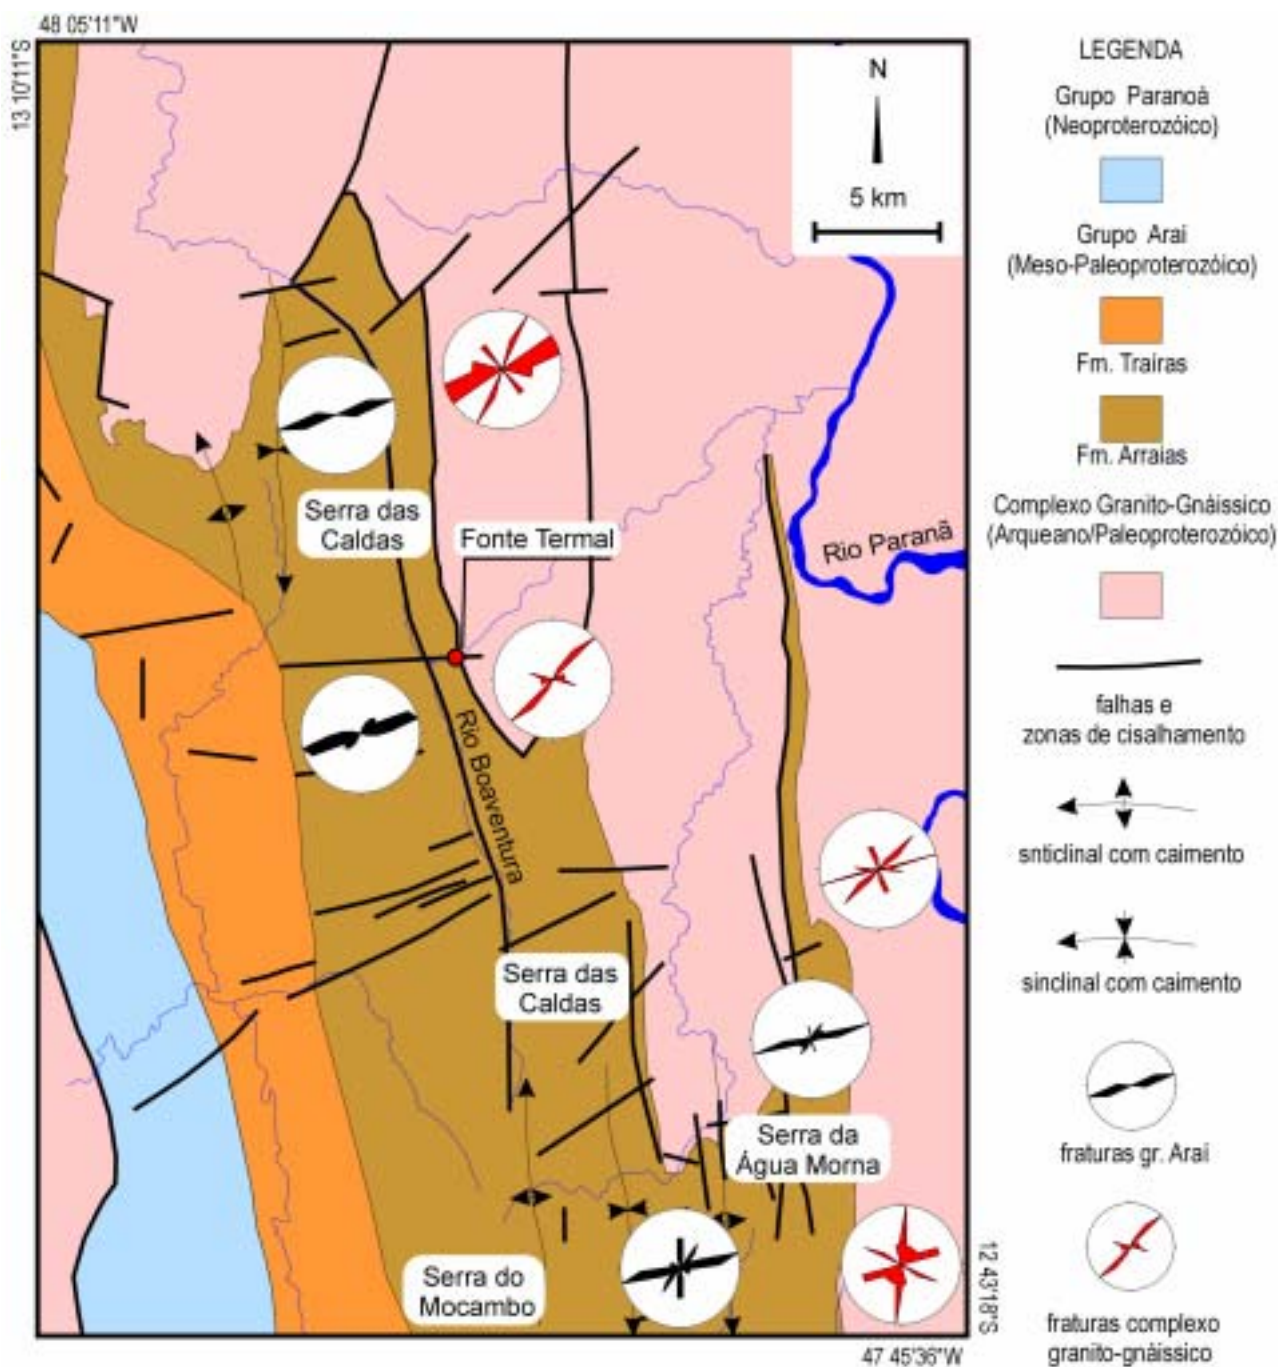 48 05'11"W
13 10'11"S
N
5 km
Serra das
Caldas
Fonte Termal
Rio Paranã
Rio Boaventura
Serra das
Caldas
Serra da
Água Morna
Serra do
Mocambo
12 43'18"S
47 45'36"W
LEGENDA
Grupo Paranoá
(Neoproterozóico)
Grupo Araí
(Meso-Paleoproterozóico)
Fm. Traíras
Fm. Arraias
Complexo Granito-Gnáissico
(Arqueano/Paleoproterozóico)
falhas e
zonas de cisalhamento
snticlinal com caimento
sinclinal com caimento
fraturas gr. Araí
fraturas complexo
granito-gnáissico